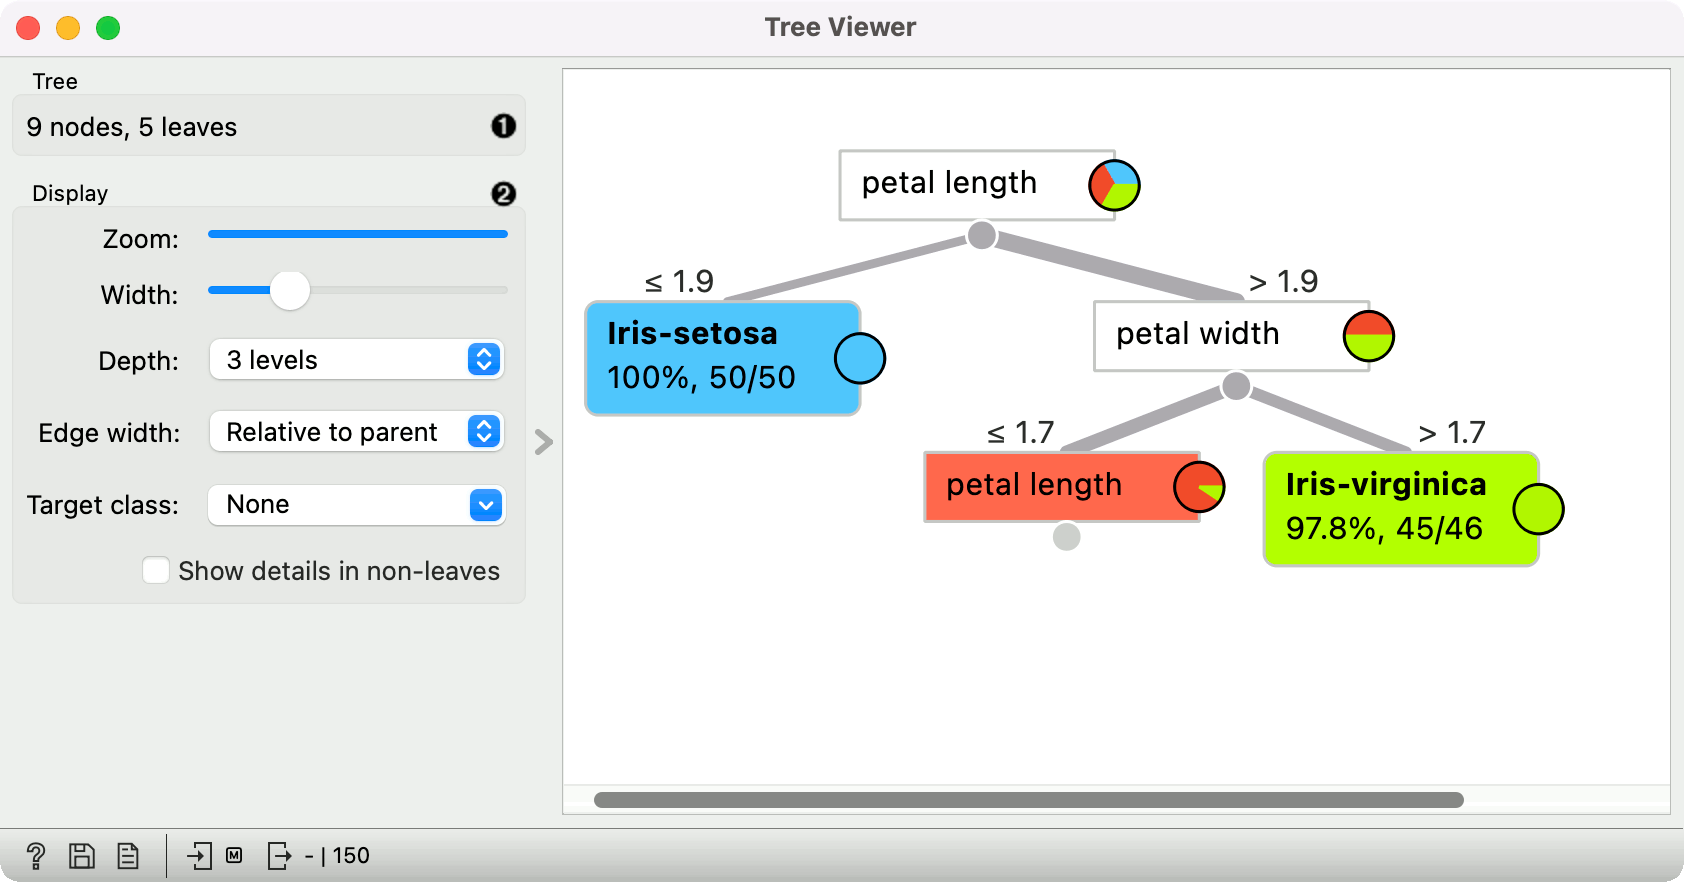 Tree Viewer
Tree
9 nodes, 5 leaves
1
Display
2
Zoom:
Width:
Depth:
3 levels
Edge width:
Relative to parent
Target class:
None
Show details in non-leaves
petal length
≤ 1.9
> 1.9
Iris-setosa
100%, 50/50
petal width
≤ 1.7
> 1.7
petal length
Iris-virginica
97.8%, 45/46
? M - | 150